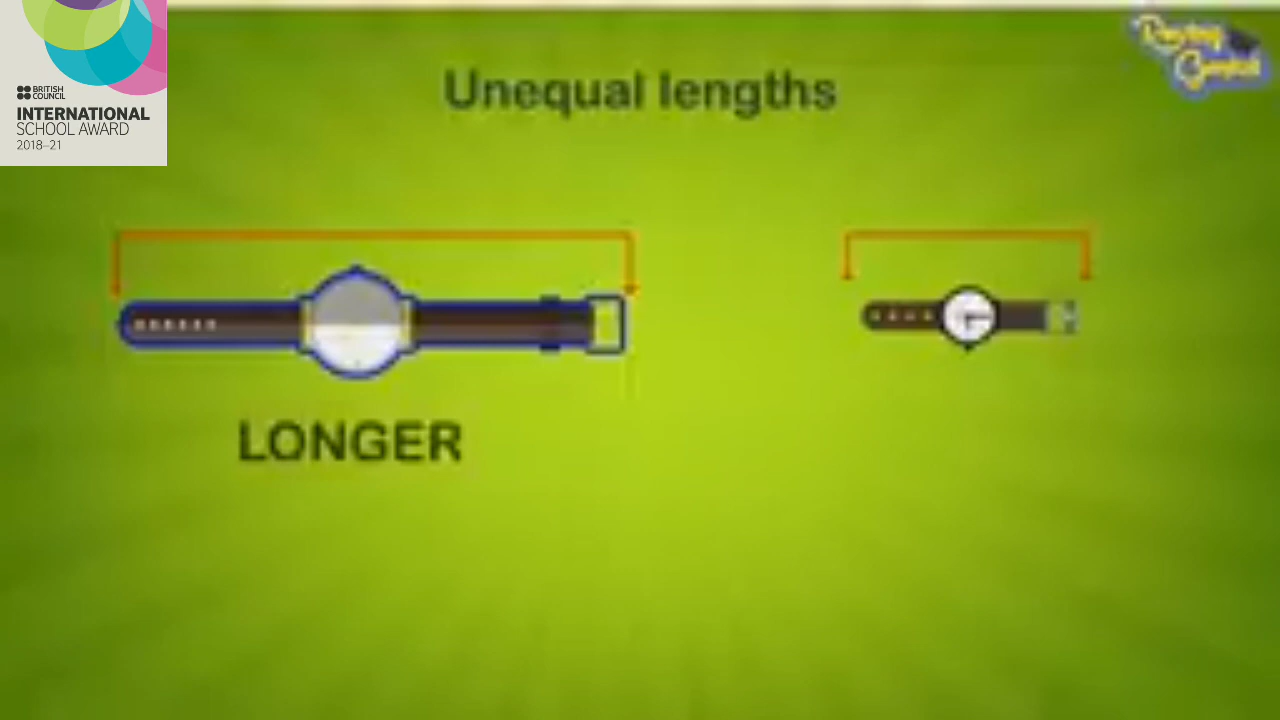 BRITISH
COUNCIL
INTERNATIONAL
SCHOOL AWARD
2018–21
Unequal lengths
LONGER